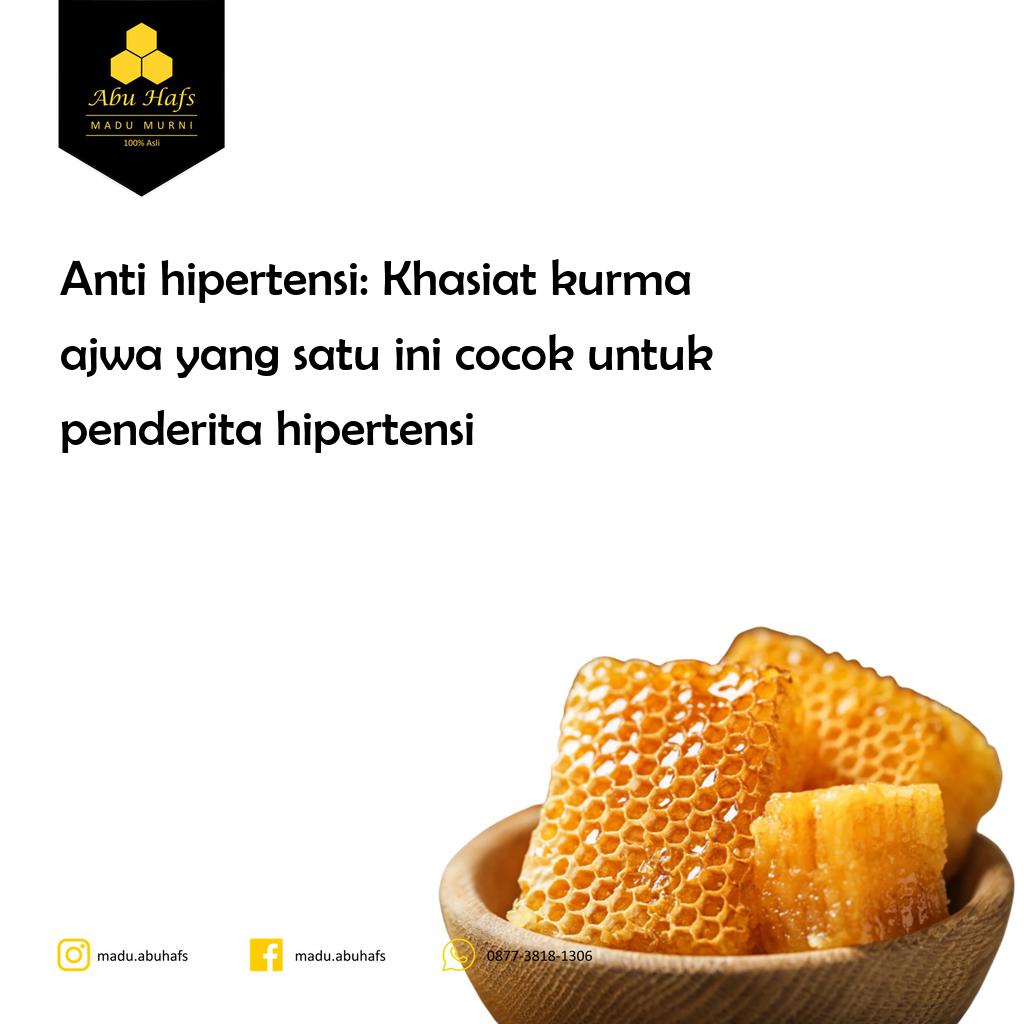 Abu Hafs
MADU MURNI
100% Asli
Anti hipertensi: Khasiat kurma
ajwa yang satu ini cocok untuk
penderita hipertensi
madu.abuhafs
madu.abuhafs
0877-3818-1306